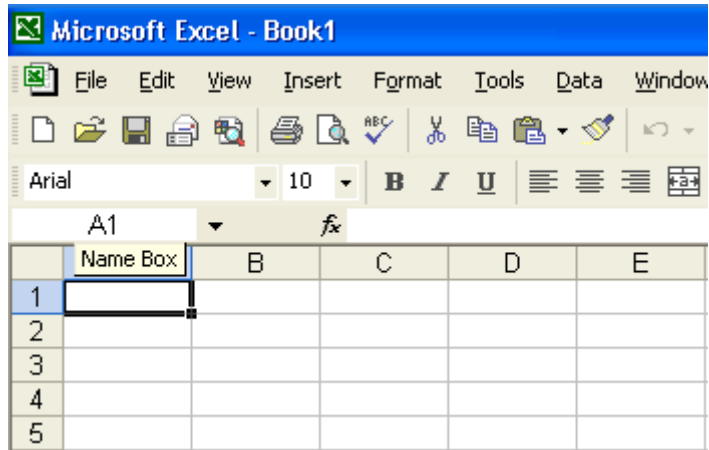 Microsoft Excel - Book1
File Edit View Insert Format Tools Data Window
ABC
Arial 10 B I U a
A1 fx
Name Box B C D E
1
2
3
4
5